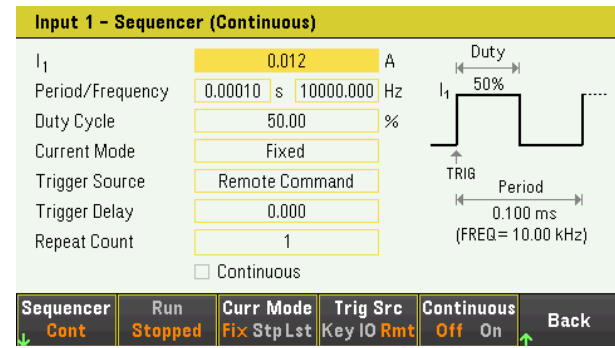 Input 1 – Sequencer (Continuous)
I1 0.012 A
Period/Frequency 0.00010 s 10000.000 Hz
Duty Cycle 50.00 %
Current Mode Fixed
Trigger Source Remote Command
Trigger Delay 0.000
Repeat Count 1
Continuous
Duty
I1 50%
TRIG
Period
0.100 ms
(FREQ= 10.00 kHz)
Sequencer Run Curr Mode Trig Src Continuous Back
Cont Stopped Fix Stp Lst Key IO Rmt Off On